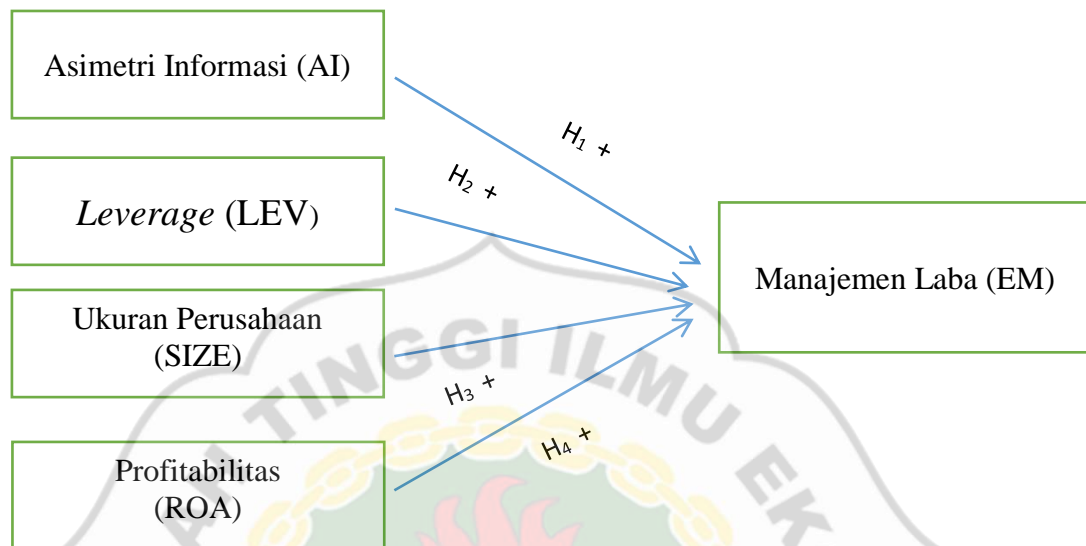 Asimetri Informasi (AI)
H₁ +
H₂ +
Leverage (LEV)
Manajemen Laba (EM)
Ukuran Perusahaan
(SIZE)
H₃ +
H₄ +
Profitabilitas
(ROA)
TINGGI ILMU EK